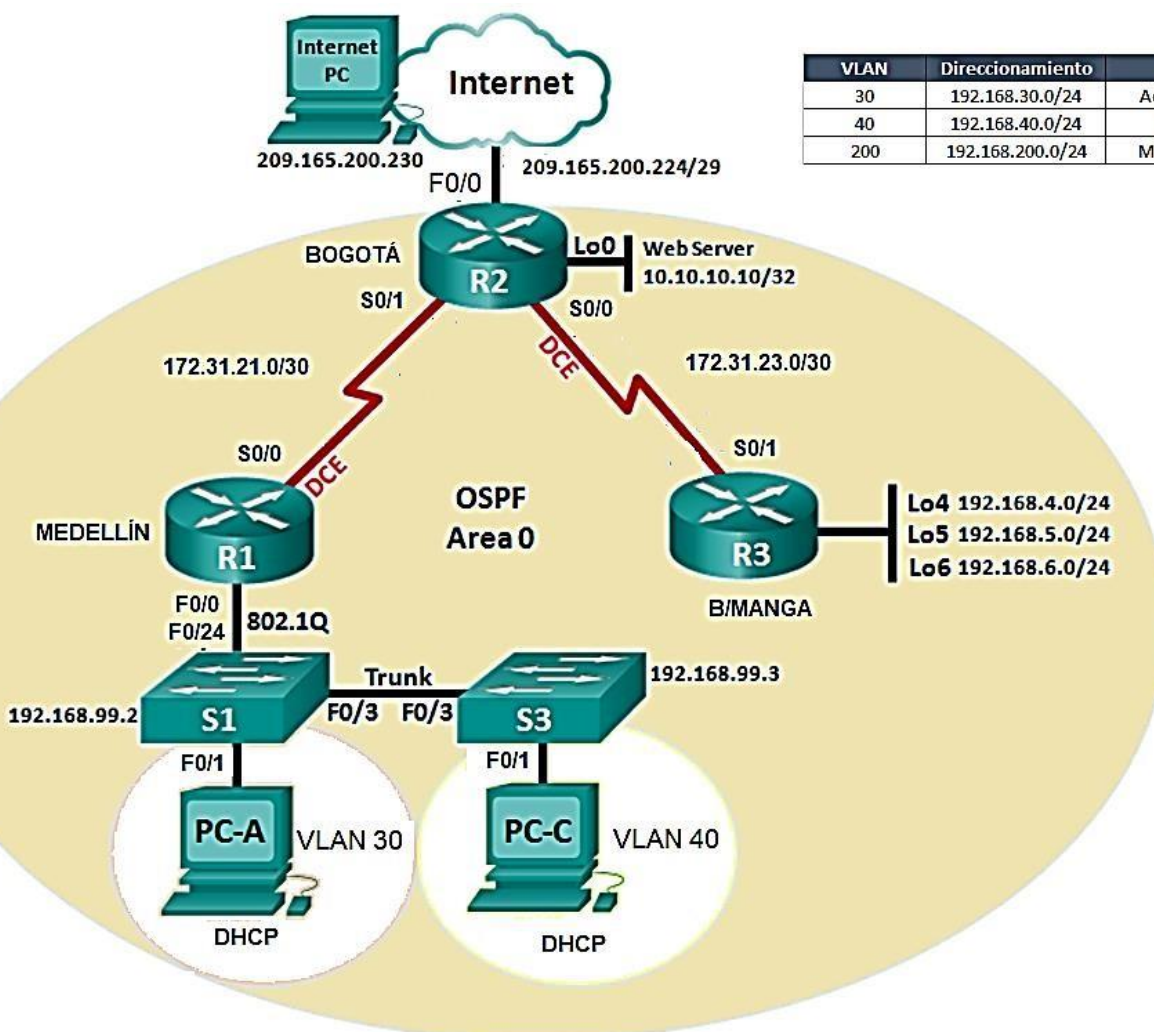 Internet
PC
Internet
209.165.200.230
209.165.200.224/29
F0/0
VLAN Direccionamiento
30 192.168.30.0/24
40 192.168.40.0/24
200 192.168.200.0/24
BOGOTÁ
R2
Lo0
Web Server
10.10.10.10/32
S0/1
S0/0
DCE
172.31.21.0/30
172.31.23.0/30
S0/0
DCE
S0/1
OSPF
Area 0
MEDELLÍN
R1
R3
B/MANGA
Lo4 192.168.4.0/24
Lo5 192.168.5.0/24
Lo6 192.168.6.0/24
F0/0
F0/24
802.1Q
Trunk
192.168.99.3
192.168.99.2
S1
F0/3 F0/3
S3
F0/1
F0/1
PC-A
VLAN 30
PC-C
VLAN 40
DHCP
DHCP